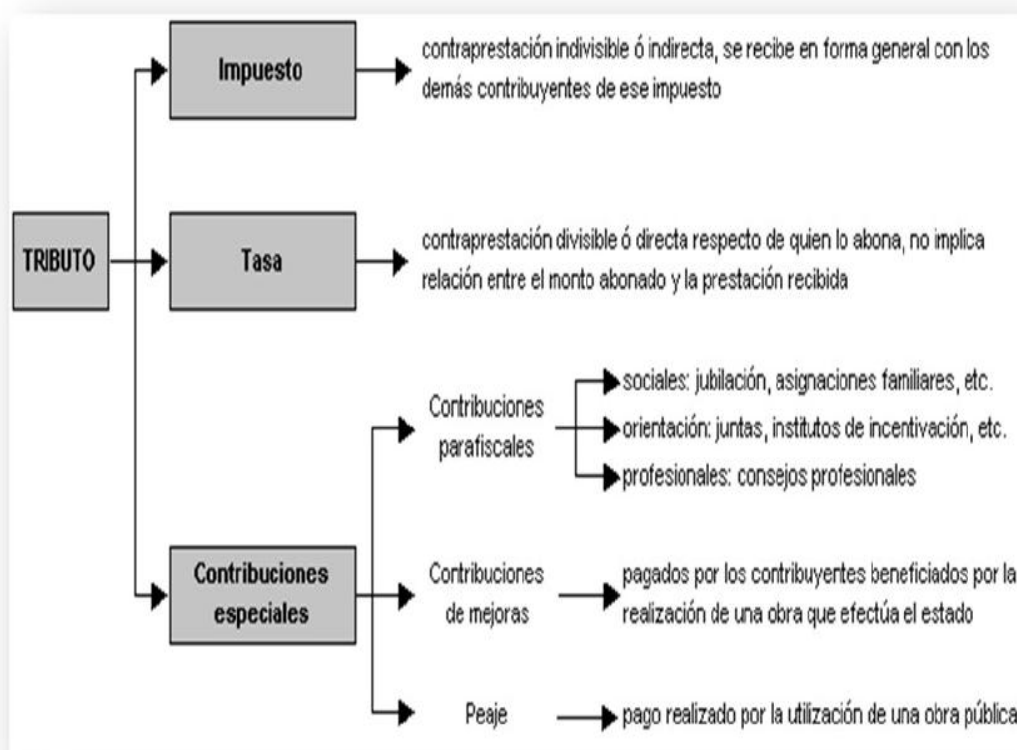 Impuesto
contraprestación indivisible ó indirecta, se recibe en forma general con los
demás contribuyentes de ese impuesto
TRIBUTO
Tasa
contraprestación divisible ó directa respecto de quien lo abona, no implica
relación entre el monto abonado y la prestación recibida
Contribuciones
especiales
Contribuciones
parafiscales
sociales: jubilación, asignaciones familiares, etc.
orientación: juntas, institutos de incentivación, etc.
profesionales: consejos profesionales
Contribuciones
de mejoras
pagados por los contribuyentes beneficiados por la
realización de una obra que efectúa el estado
Peaje
pago realizado por la utilización de una obra pública